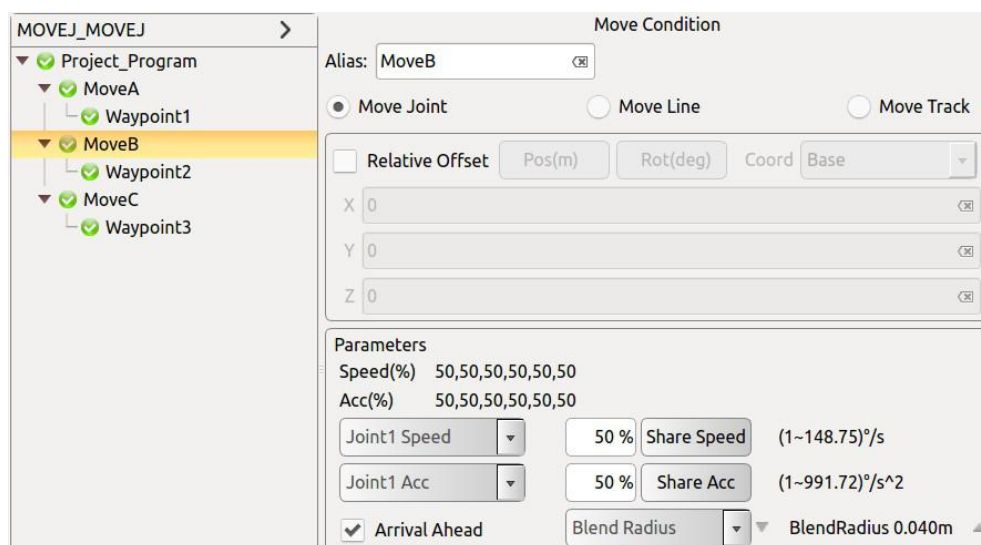 MOVEJ_MOVEJ
Project_Program
MoveA
Waypoint1
MoveB
Waypoint2
MoveC
Waypoint3
Move Condition
Alias: MoveB
Move Joint Move Line Move Track
Relative Offset Pos(m) Rot(deg) Coord Base
X 0
Y 0
Z 0
Parameters
Speed(%) 50,50,50,50,50,50
Acc(%) 50,50,50,50,50,50
Joint1 Speed 50 % Share Speed (1~148.75)°/s
Joint1 Acc 50 % Share Acc (1~991.72)°/s^2
Arrival Ahead Blend Radius BlendRadius 0.040m